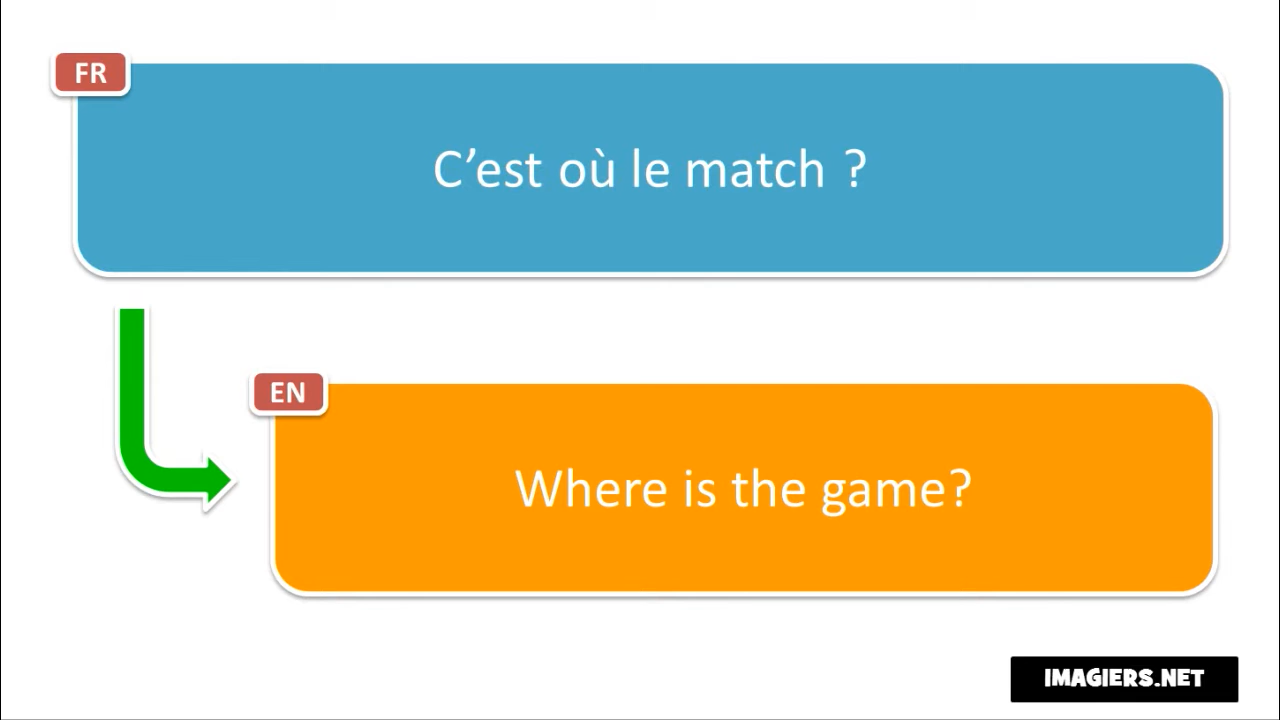 FR
C’est où le match ?
EN
Where is the game?
IMAGIERS.NET